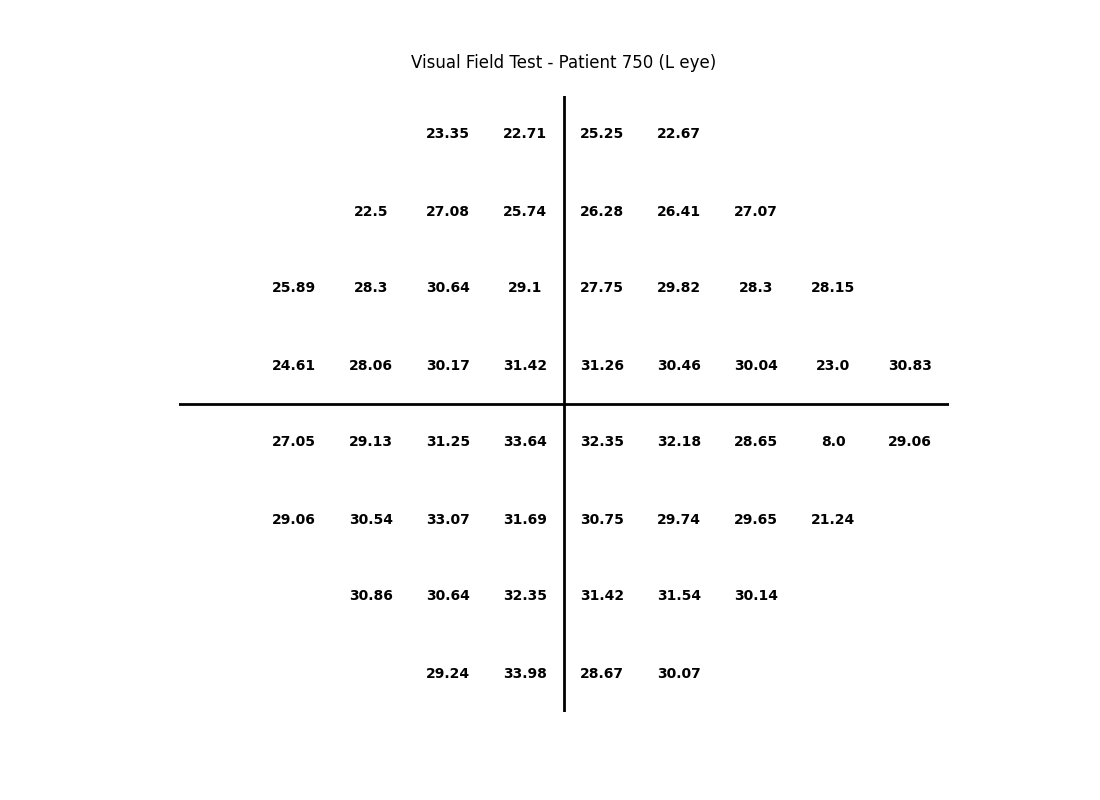 Visual Field Test - Patient 750 (L eye)
23.35 22.71 25.25 22.67
22.5 27.08 25.74 26.28 26.41 27.07
25.89 28.3 30.64 29.1 27.75 29.82 28.3 28.15
24.61 28.06 30.17 31.42 31.26 30.46 30.04 23.0 30.83
27.05 29.13 31.25 33.64 32.35 32.18 28.65 8.0 29.06
29.06 30.54 33.07 31.69 30.75 29.74 29.65 21.24
30.86 30.64 32.35 31.42 31.54 30.14
29.24 33.98 28.67 30.07